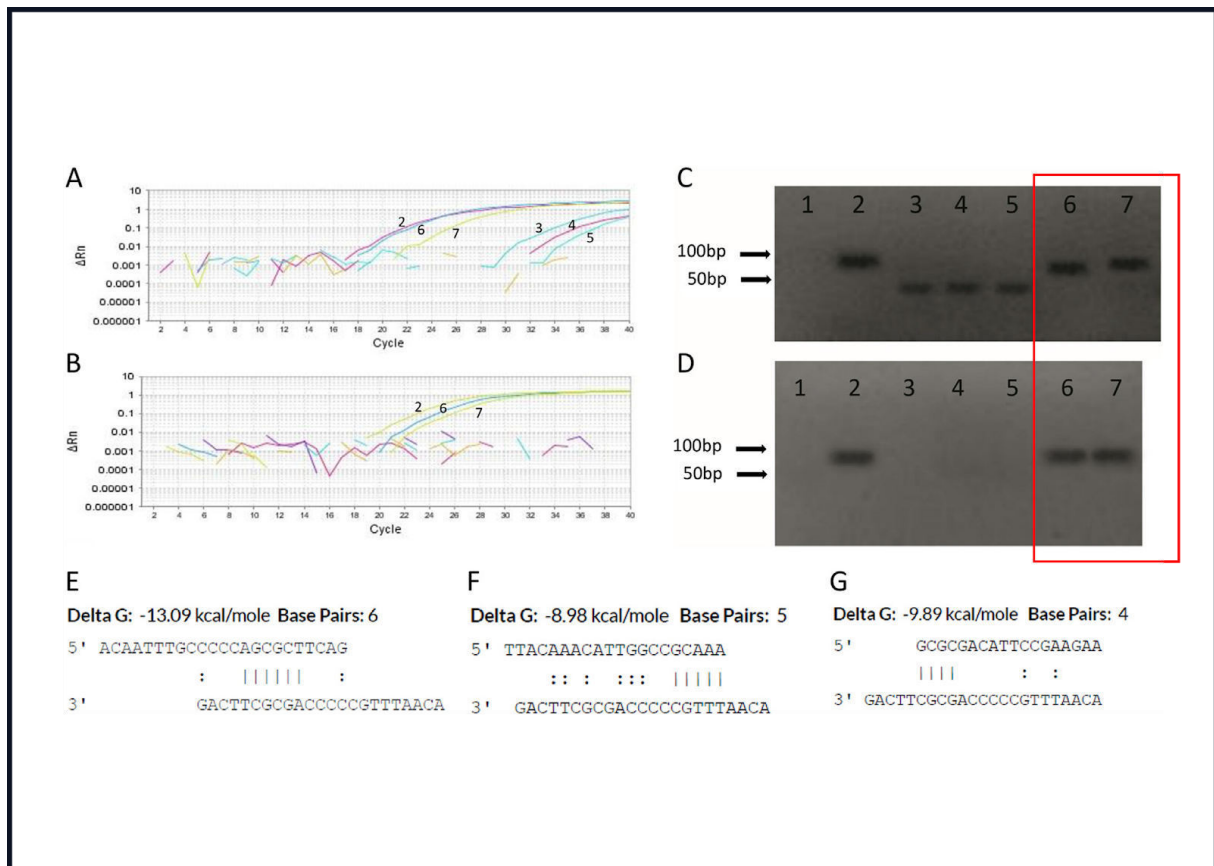 A
10
1
0.1
0.01
0.001
0.0001
0.00001
0.000001
ΔRn
2 4 6 8 10 12 14 16 18 20 22 24 26 28 30 32 34 36 38 40
Cycle
2
6
7
3
4
5
B
10
1
0.1
0.01
0.001
0.0001
0.00001
ΔRn
2 4 6 8 10 12 14 16 18 20 22 24 26 28 30 32 34 36 38 40
Cycle
2
6
7
C
1 2 3 4 5 6 7
100bp
50bp
D
1 2 3 4 5 6 7
100bp
50bp
E
Delta G: -13.09 kcal/mole Base Pairs: 6
5' ACAATTTGCCCCCAGCGCTTCAG
: |||||| :
3' GACTTCGCGACCCCCGTTTAACA
F
Delta G: -8.98 kcal/mole Base Pairs: 5
5' TTACAAACATTGGCCGCAAA
:: : ::: |||||
3' GACTTCGCGACCCCCGTTTAACA
G
Delta G: -9.89 kcal/mole Base Pairs: 4
5' GCGCGACATTCCGAAGAA
|||| : :
3' GACTTCGCGACCCCCGTTTAACA